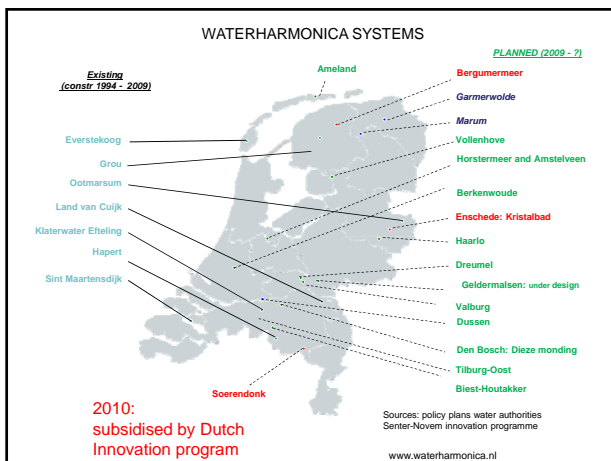 WATERHARMONICA SYSTEMS
PLANNED (2009 - ?)
Existing
(constr 1994 - 2009)
Ameland
Bergumermeer
Garmerwolde
Marum
Everstekoog
Vollenhove
Grou
Horstermeer and Amstelveen
Ootmarsum
Berkenwoude
Land van Cuijk
Enschede: Kristalbad
Klaterwater Efteling
Haarlo
Hapert
Dreumel
Sint Maartensdijk
Geldermalsen: under design
Valburg
Dussen
Den Bosch: Dieze monding
Tilburg-Oost
Biest-Houtakker
Soerendonk
2010:
subsidised by Dutch
Innovation program
Sources: policy plans water authorities
Senter-Novem innovation programme
www.waterharmonica.nl